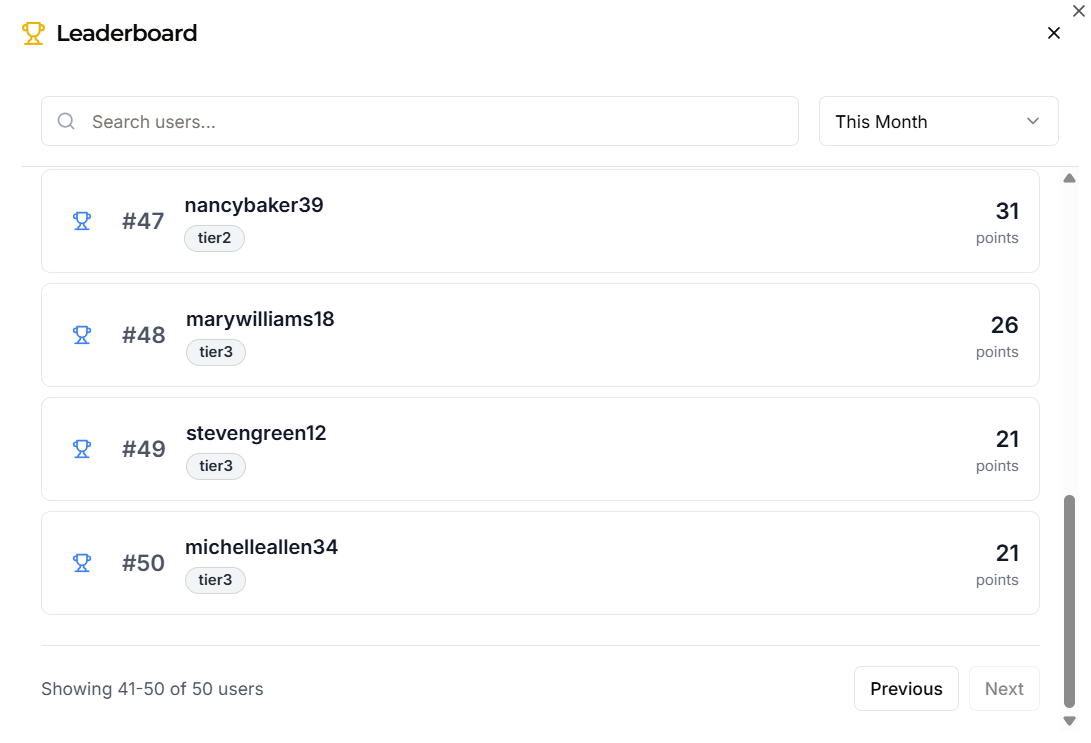 Leaderboard
Search users...
This Month
#47
nancybaker39
tier2
31
points
#48
marywilliams18
tier3
26
points
#49
stevengreen12
tier3
21
points
#50
michelleallen34
tier3
21
points
Showing 41-50 of 50 users
Previous
Next